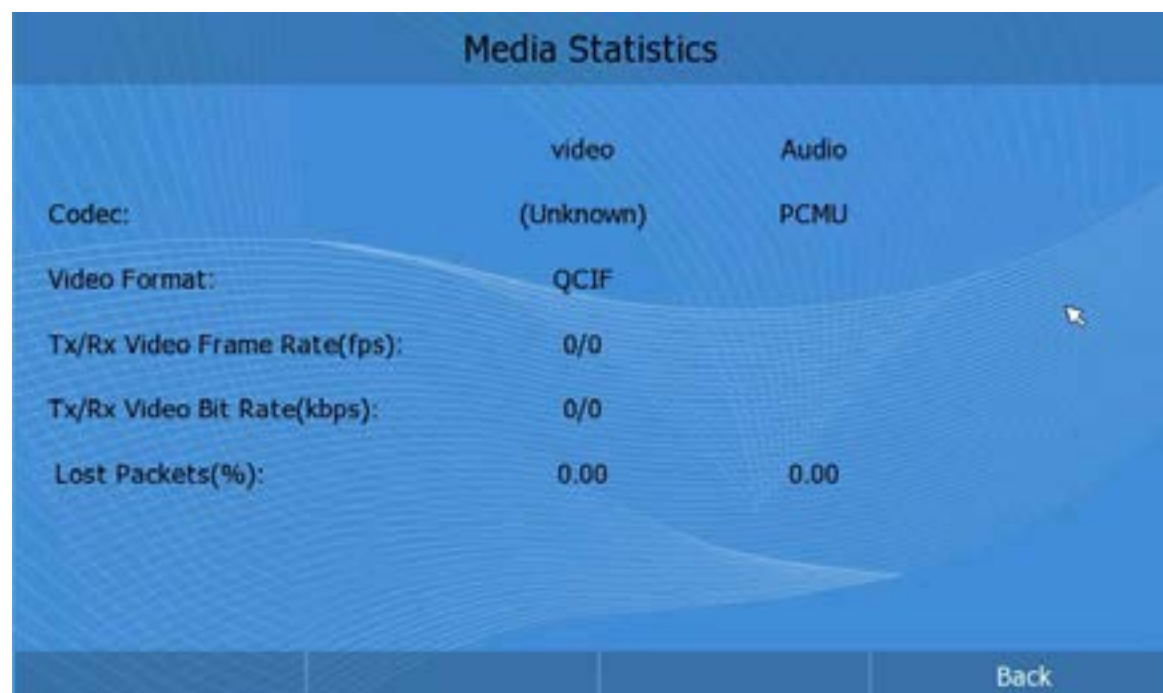 Media Statistics
video Audio
Codec: (Unknown) PCMU
Video Format: QCIF
Tx/Rx Video Frame Rate(fps): 0/0
Tx/Rx Video Bit Rate(kbps): 0/0
Lost Packets(%): 0.00 0.00
Back